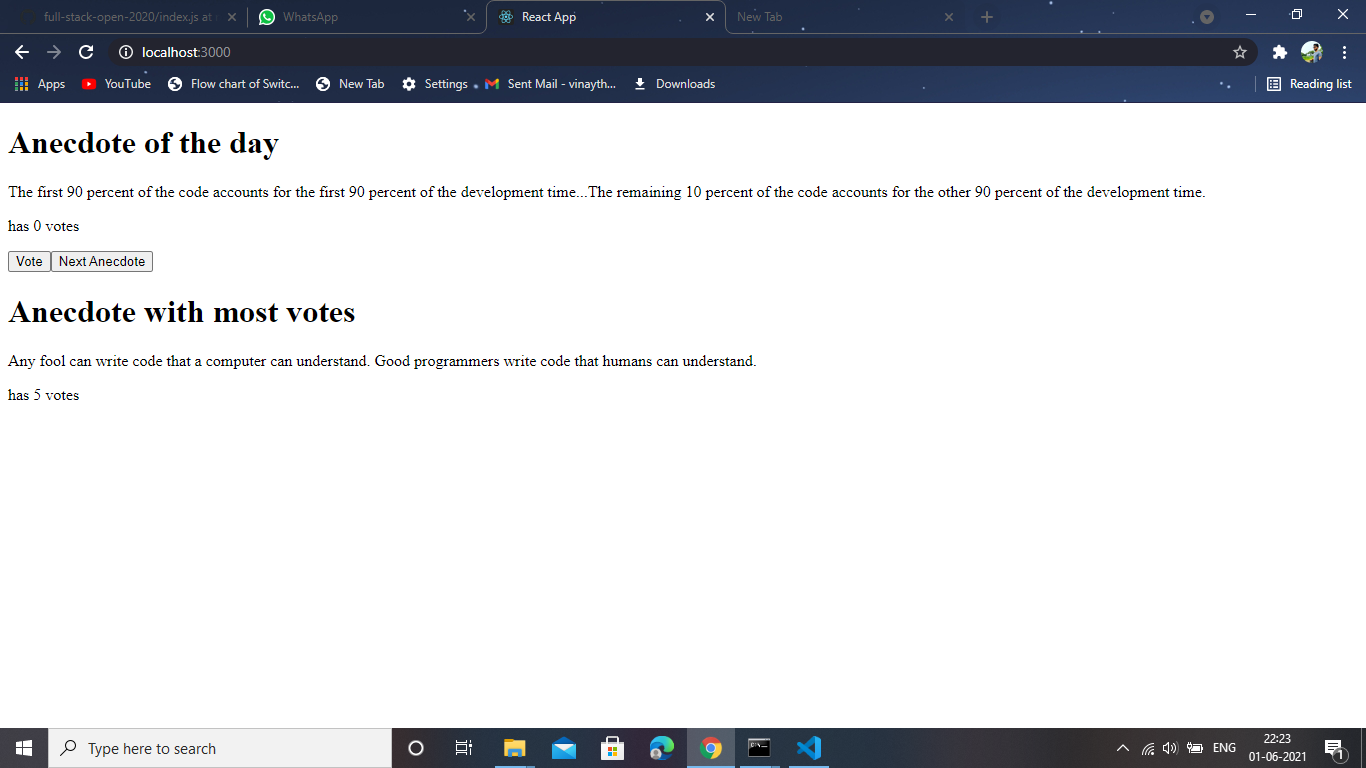 full-stack-open-2020/index.js at
WhatsApp
React App
New Tab
localhost:3000
Apps
YouTube
Flow chart of Switc...
New Tab
Settings
Sent Mail - vinayth...
Downloads
Reading list
Anecdote of the day
The first 90 percent of the code accounts for the first 90 percent of the development time...The remaining 10 percent of the code accounts for the other 90 percent of the development time.
has 0 votes
Vote
Next Anecdote
Anecdote with most votes
Any fool can write code that a computer can understand. Good programmers write code that humans can understand.
has 5 votes
Type here to search
ENG
22:23
01-06-2021
1